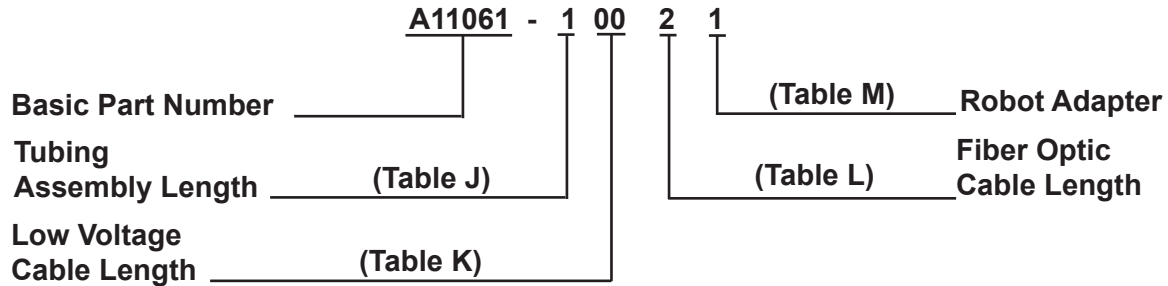 A11061 - 1 00 2 1
Basic Part Number
(Table M)
Robot Adapter
Tubing
Assembly Length
(Table J)
Fiber Optic
Cable Length
(Table L)
Low Voltage
Cable Length
(Table K)